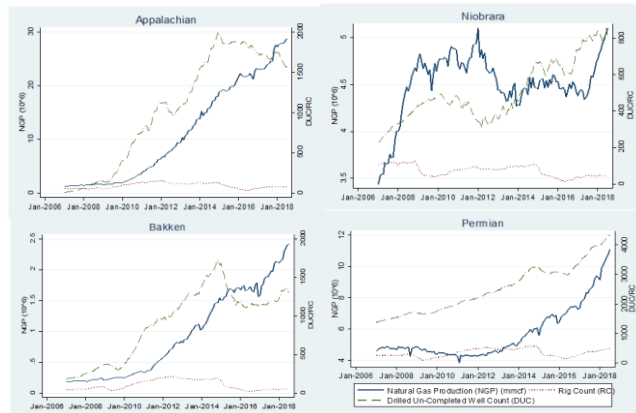 Appalachian
30
20
10
0
NGP (10^6)
2000
1500
1000
500
0
DUC/RC
Jan-2006 Jan-2008 Jan-2010 Jan-2012 Jan-2014 Jan-2016 Jan-2018
Niobrara
5
4.5
4
3.5
NGP (10^6)
800
600
400
200
0
DUC/RC
Jan-2006 Jan-2008 Jan-2010 Jan-2012 Jan-2014 Jan-2016 Jan-2018
Bakken
2.5
2
1.5
1
.5
0
NGP (10^6)
2000
1500
1000
500
0
DUC/RC
Jan-2006 Jan-2008 Jan-2010 Jan-2012 Jan-2014 Jan-2016 Jan-2018
Permian
12
10
8
6
4
NGP (10^6)
4000
3000
2000
1000
0
DUC/RC
Jan-2006 Jan-2008 Jan-2010 Jan-2012 Jan-2014 Jan-2016 Jan-2018
Natural Gas Production (NGP) (mmcf) Rig Count (RC)
Drilled Un-Completed Well Count (DUC)